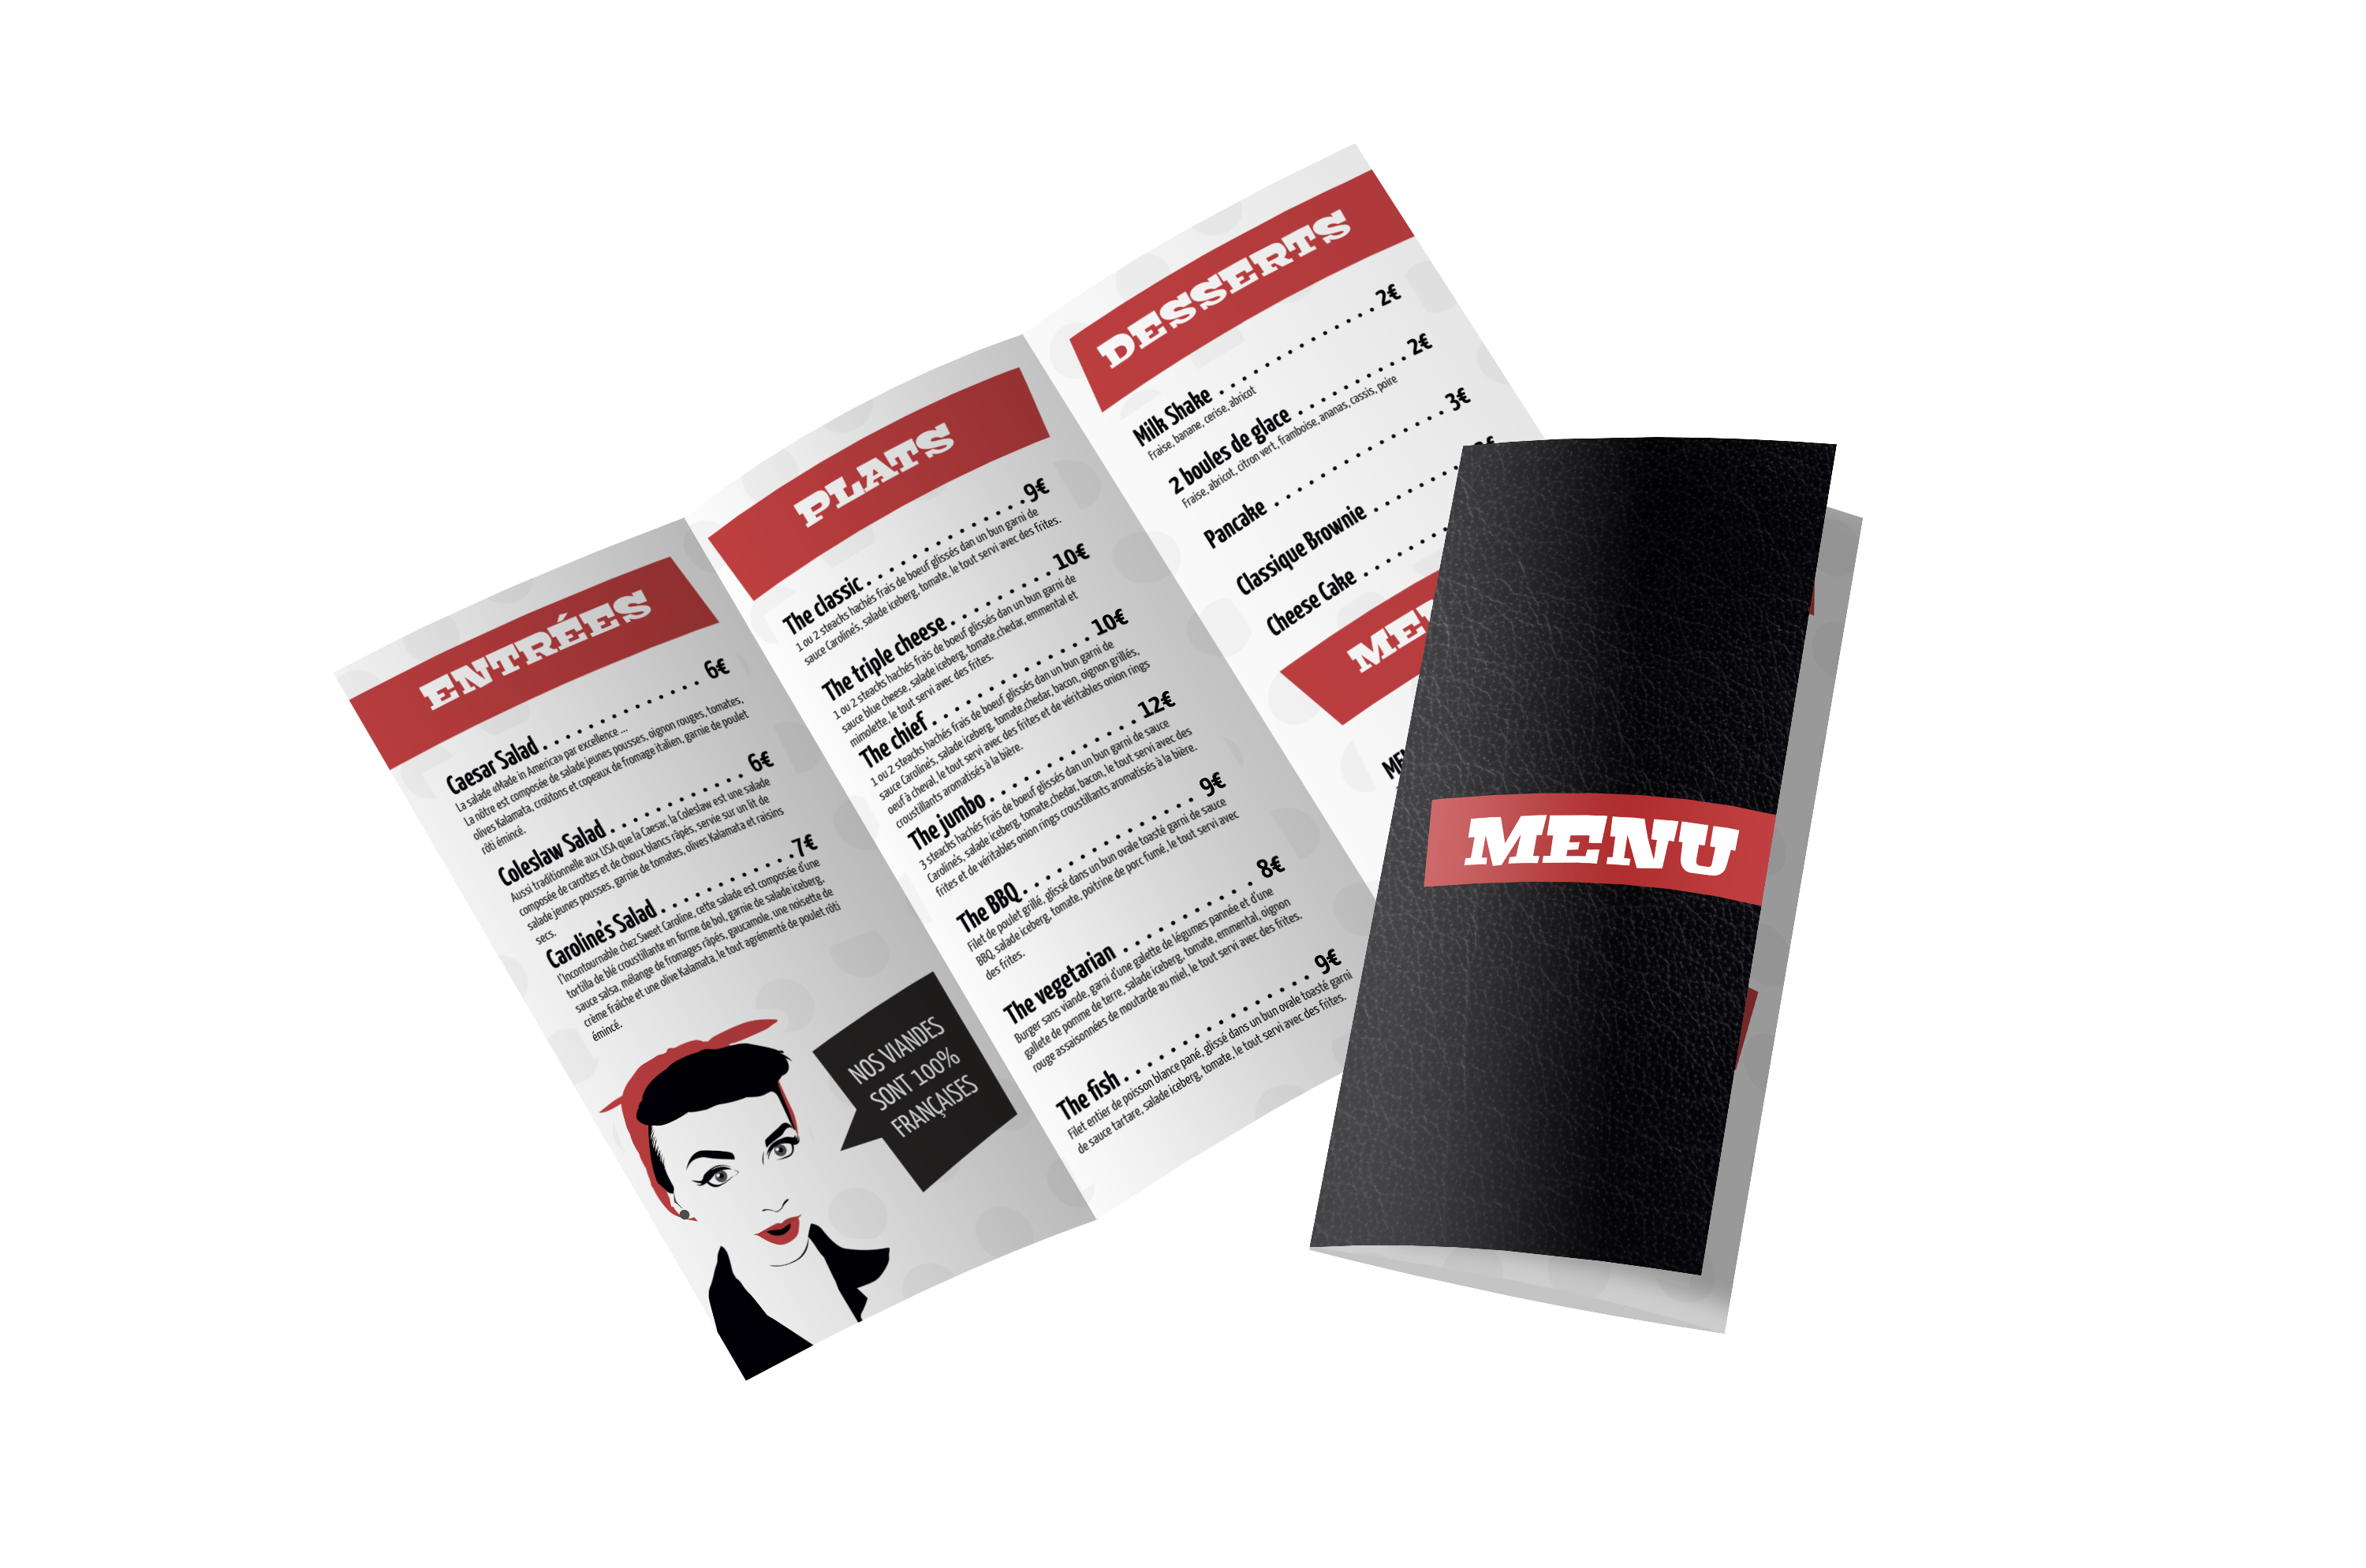 ENTRÉES
Caesar Salad . . . . . . . . . . . . . . 6€
La salade «Made in America» par excellence ...
La nôtre est composée de salade jeunes pousses, oignon rouges, tomates,
olives Kalamata, croûtons et copeaux de fromage italien, garnie de poulet
rôti émincé.
Coleslaw Salad . . . . . . . . . . . . 6€
Aussi traditionnelle aux USA que la Caesar, la Coleslaw est une salade
composée de carottes et de choux blancs râpés, servie sur un lit de
salade jeunes pousses, garnie de tomates, olives Kalamata et raisins
secs.
Caroline's Salad . . . . . . . . . . . 7€
l'incontournable chez Sweet Caroline, cette salade est composée d'une
tortilla de blé croustillante en forme de bol, garnie de salade iceberg,
sauce salsa, mélange de fromages râpés, guacamole, une noisette de
crème fraîche et une olive Kalamata, le tout agrémenté de poulet rôti
émincé.
NOS VIANDES
SONT 100%
FRANÇAISES
PLATS
The classic . . . . . . . . . . . . . . 9€
1 ou 2 steacks hachés frais de boeuf glissés dan un bun garni de
sauce Caroline's, salade iceberg, tomate, le tout servi avec des frites.
The triple cheese . . . . . . . . . 10€
1 ou 2 steacks hachés frais de boeuf glissés dan un bun garni de
sauce blue cheese, salade iceberg, tomate,chedar, emmental et
mimolette, le tout servi avec des frites.
The chief . . . . . . . . . . . . . . 10€
1 ou 2 steacks hachés frais de boeuf glissés dan un bun garni de
sauce Caroline's, salade iceberg, tomate,chedar, bacon, oignon grillés,
oeuf à cheval, le tout servi avec des frites et de véritables onion rings
croustillants aromatisés à la bière.
The jumbo . . . . . . . . . . . . . 12€
3 steacks hachés frais de boeuf glissés dan un bun garni de sauce
Caroline's, salade iceberg, tomate,chedar, bacon, le tout servi avec des
frites et de véritables onion rings croustillants aromatisés à la bière.
The BBQ . . . . . . . . . . . . . . . 9€
Filet de poulet grillé, glissé dans un bun ovale toasté garni de sauce
BBQ, salade iceberg, tomate, poitrine de porc fumé, le tout servi avec
des frites.
The vegetarian . . . . . . . . . . . 8€
Burger sans viande, garni d'une galette de légumes pannée et d'une
gallete de pomme de terre, salade iceberg, tomate, emmental, oignon
rouge assaisonnées de moutarde au miel, le tout servi avec des frites.
The fish . . . . . . . . . . . . . . . . 9€
Filet entier de poisson blance pané, glissé dans un bun ovale toasté garni
de sauce tartare, salade iceberg, tomate, le tout servi avec des frites.
DESSERTS
Milk Shake . . . . . . . . . . . . . . 2€
Fraise, banane, cerise, abricot
2 boules de glace . . . . . . . . . . 2€
Fraise, abricot, citron vert, framboise, ananas, cassis, poire
Pancake . . . . . . . . . . . . . . . 3€
Classique Brownie . . . . . . . .
Cheese Cake . . . . . . . .
MENU